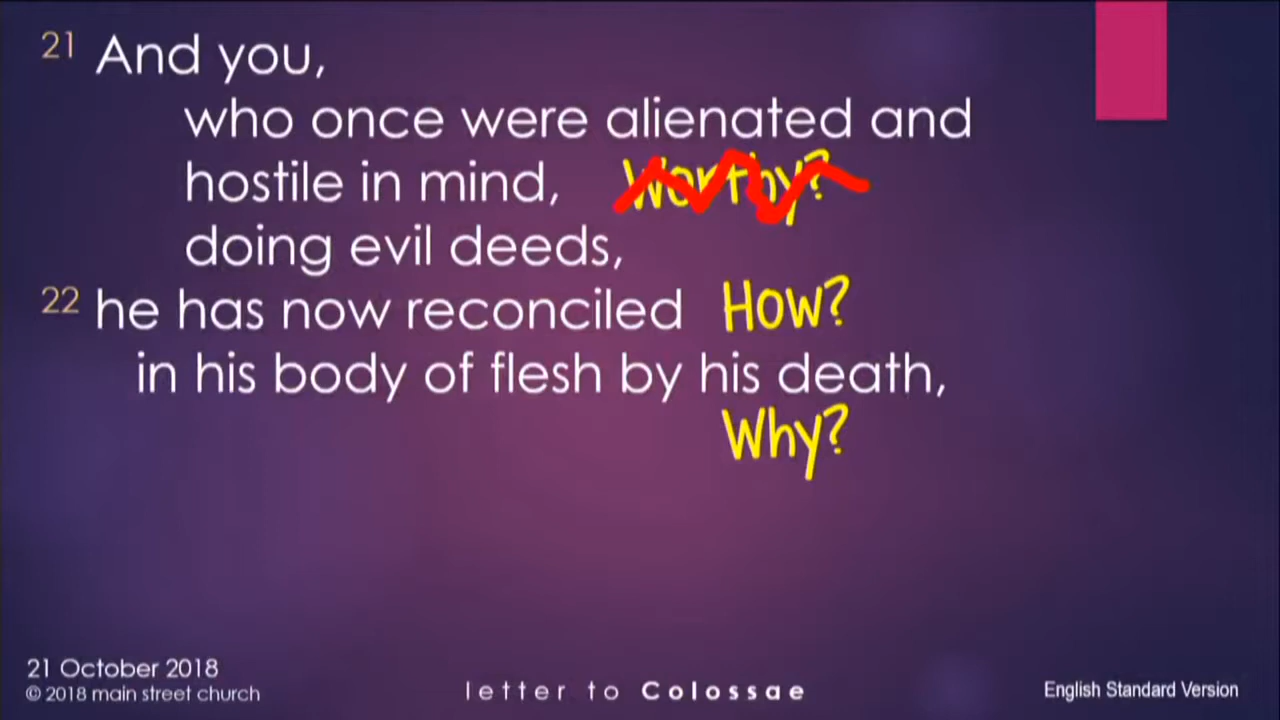 21 And you,
who once were alienated and
hostile in mind, Worthy?
doing evil deeds,
22 he has now reconciled How?
in his body of flesh by his death,
Why?
21 October 2018
© 2018 main street church
letter to Colossae
English Standard Version